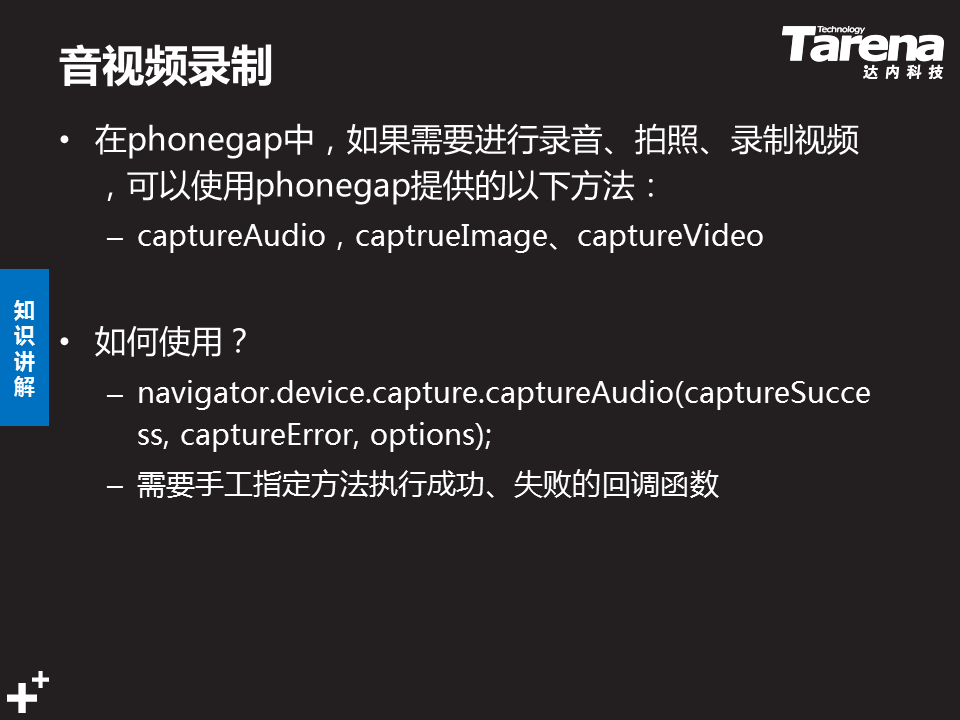 音视频录制
Technology
Tarena
达内科技
• 在phonegap中，如果需要进行录音、拍照、录制视频
，可以使用phonegap提供的以下方法：
– captureAudio，captrueImage、captureVideo
知识讲解
• 如何使用？
– navigator.device.capture.captureAudio(captureSucce
ss, captureError, options);
– 需要手工指定方法执行成功、失败的回调函数